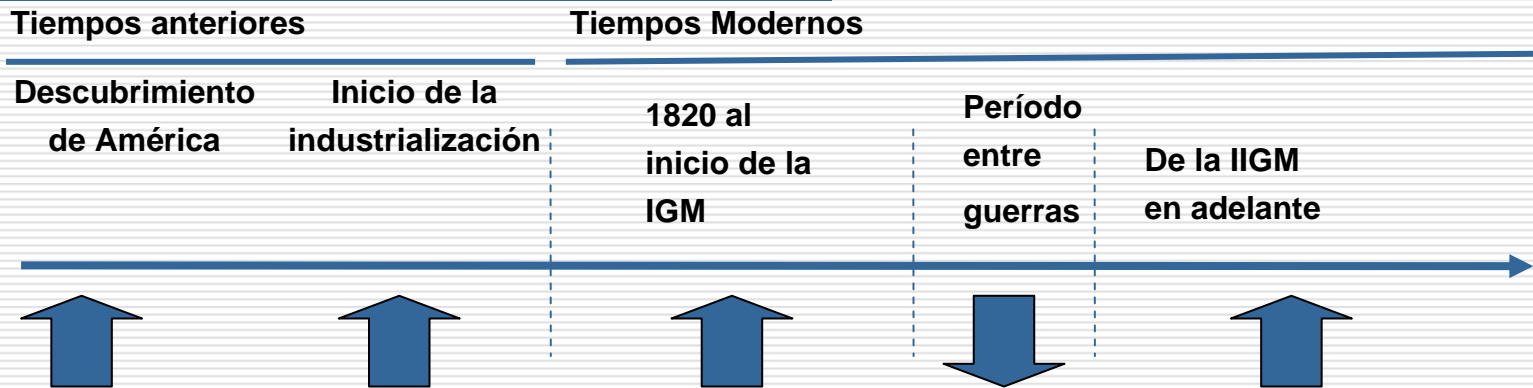 Tiempos anteriores
Tiempos Modernos
Descubrimiento
de América
Inicio de la
industrialización
1820 al
inicio de la
IGM
Período
entre
guerras
De la IIGM
en adelante